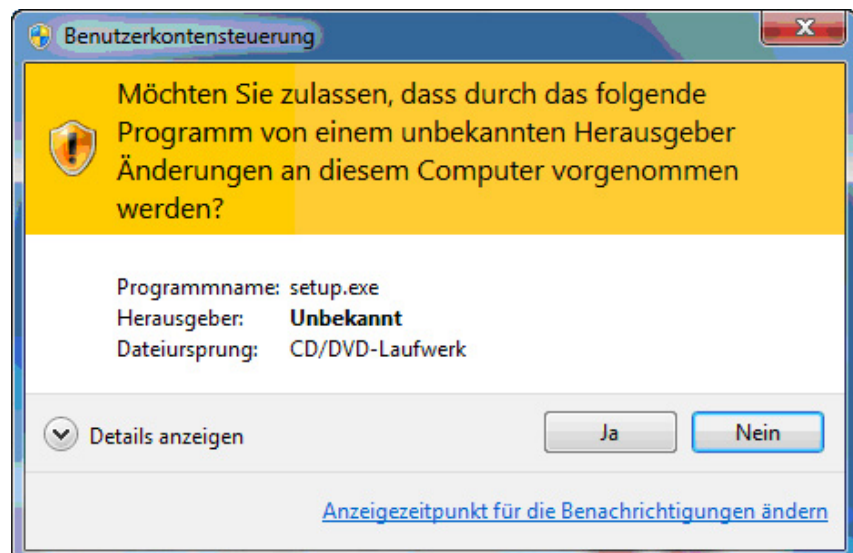 Benutzerkontensteuerung
Möchten Sie zulassen, dass durch das folgende
Programm von einem unbekannten Herausgeber
Änderungen an diesem Computer vorgenommen
werden?
Programmname: setup.exe
Herausgeber: Unbekannt
Dateiursprung: CD/DVD-Laufwerk
Details anzeigen Ja Nein
Anzeigezeitpunkt für die Benachrichtigungen ändern